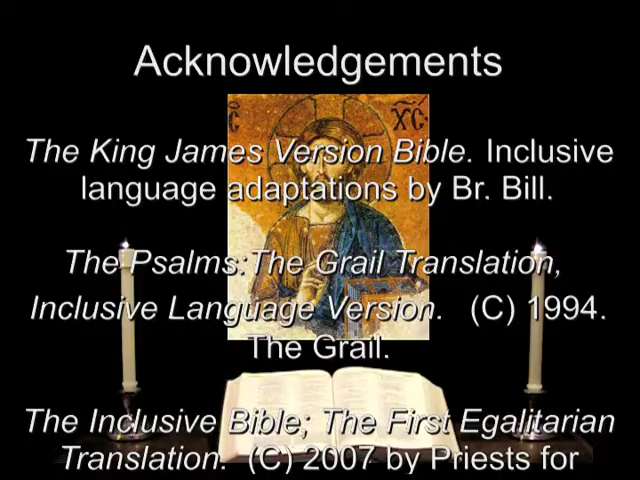 Acknowledgements
The King James Version Bible. Inclusive
language adaptations by Br. Bill.
The Psalms:The Grail Translation,
Inclusive Language Version. (C) 1994.
The Grail.
The Inclusive Bible; The First Egalitarian
Translation. (C) 2007 by Priests for